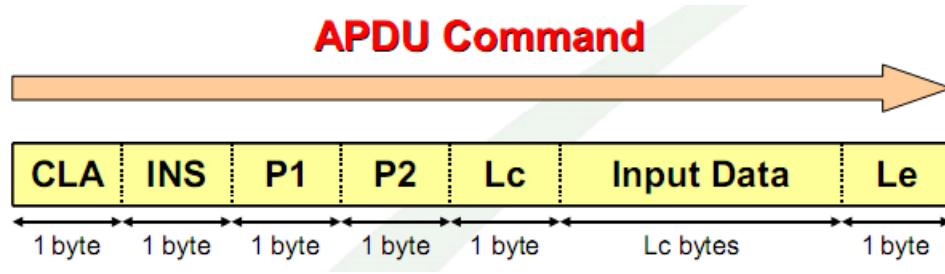 APDU Command
CLA INS P1 P2 Lc Input Data Le
1 byte 1 byte 1 byte 1 byte 1 byte Lc bytes 1 byte